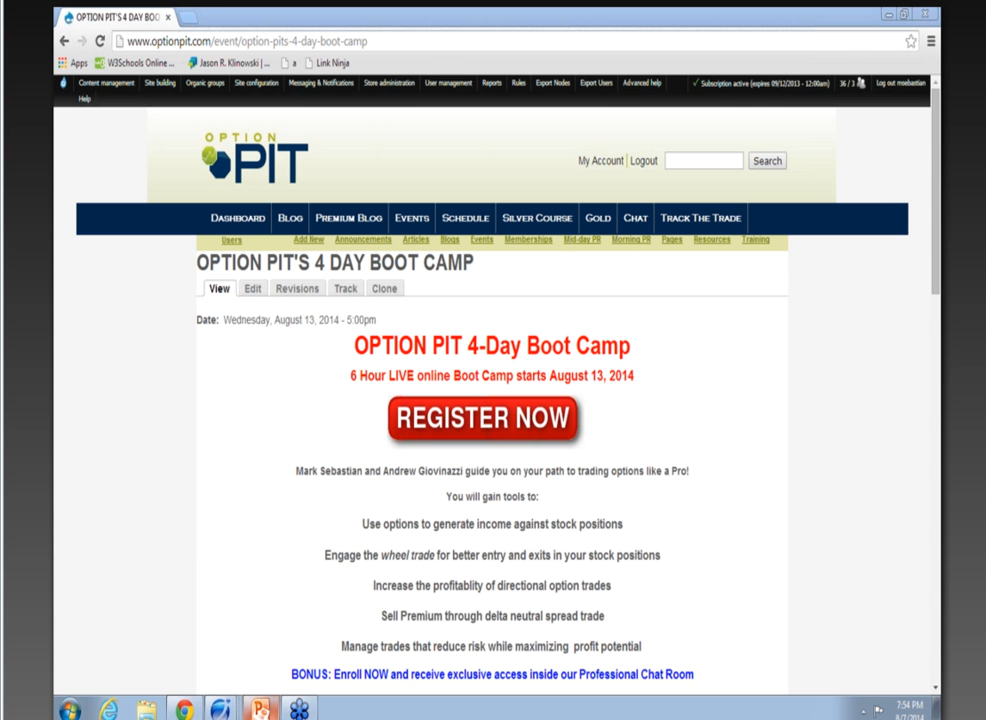 OPTION PIT'S 4 DAY BOO
www.optionpit.com/event/option-pits-4-day-boot-camp
Apps W3Schools Online ... Jason R. Klinowski | ... a Link Ninja
Content management Site building Organic groups Site configuration Messaging & Notifications Store administration User management Reports Rules Export Nodes Export Users Advanced help ✓ Subscription active (expires 09/12/2013 - 12:00am) 36 / 3 Log out msebastian
Help
OPTION
PIT
My Account Logout Search
DASHBOARD BLOG PREMIUM BLOG EVENTS SCHEDULE SILVER COURSE GOLD CHAT TRACK THE TRADE
Users Add New Announcements Articles Blogs Events Memberships Mid-day PR Morning PR Pages Resources Training
OPTION PIT'S 4 DAY BOOT CAMP
View Edit Revisions Track Clone
Date: Wednesday, August 13, 2014 - 5:00pm
OPTION PIT 4-Day Boot Camp
6 Hour LIVE online Boot Camp starts August 13, 2014
REGISTER NOW
Mark Sebastian and Andrew Giovinazzi guide you on your path to trading options like a Pro!
You will gain tools to:
Use options to generate income against stock positions
Engage the wheel trade for better entry and exits in your stock positions
Increase the profitablity of directional option trades
Sell Premium through delta neutral spread trade
Manage trades that reduce risk while maximizing profit potential
BONUS: Enroll NOW and receive exclusive access inside our Professional Chat Room
7:54 PM
8/7/2014